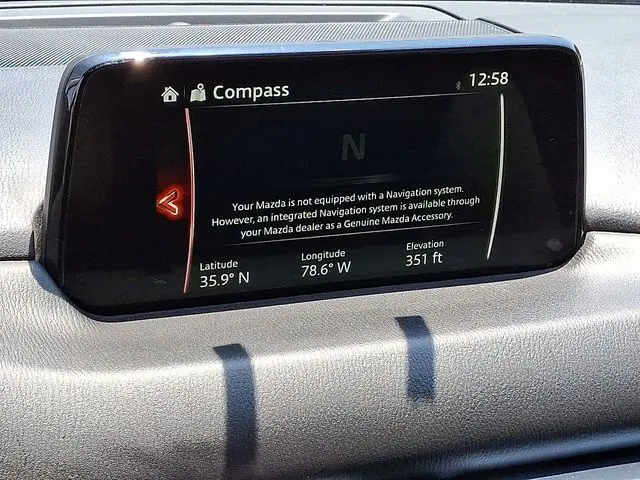 Compass
12:58
N
Your Mazda is not equipped with a Navigation system.
However, an integrated Navigation system is available through
your Mazda dealer as a Genuine Mazda Accessory.
Latitude
35.9° N
Longitude
78.6° W
Elevation
351 ft